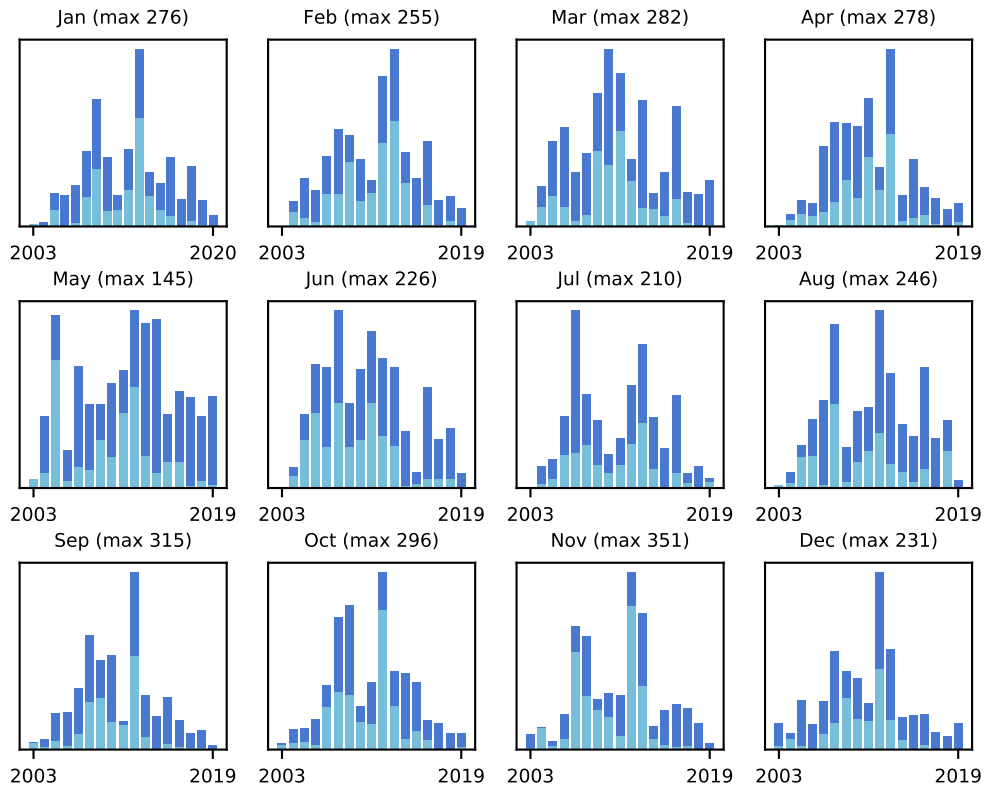 Jan (max 276)
Feb (max 255)
Mar (max 282)
Apr (max 278)
2003 2020
2003 2019
2003 2019
2003 2019
May (max 145)
Jun (max 226)
Jul (max 210)
Aug (max 246)
2003 2019
2003 2019
2003 2019
2003 2019
Sep (max 315)
Oct (max 296)
Nov (max 351)
Dec (max 231)
2003 2019
2003 2019
2003 2019
2003 2019